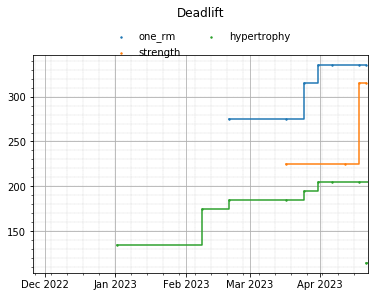 Deadlift
one_rm
hypertrophy
strength
300
250
200
150
Dec 2022
Jan 2023
Feb 2023
Mar 2023
Apr 2023